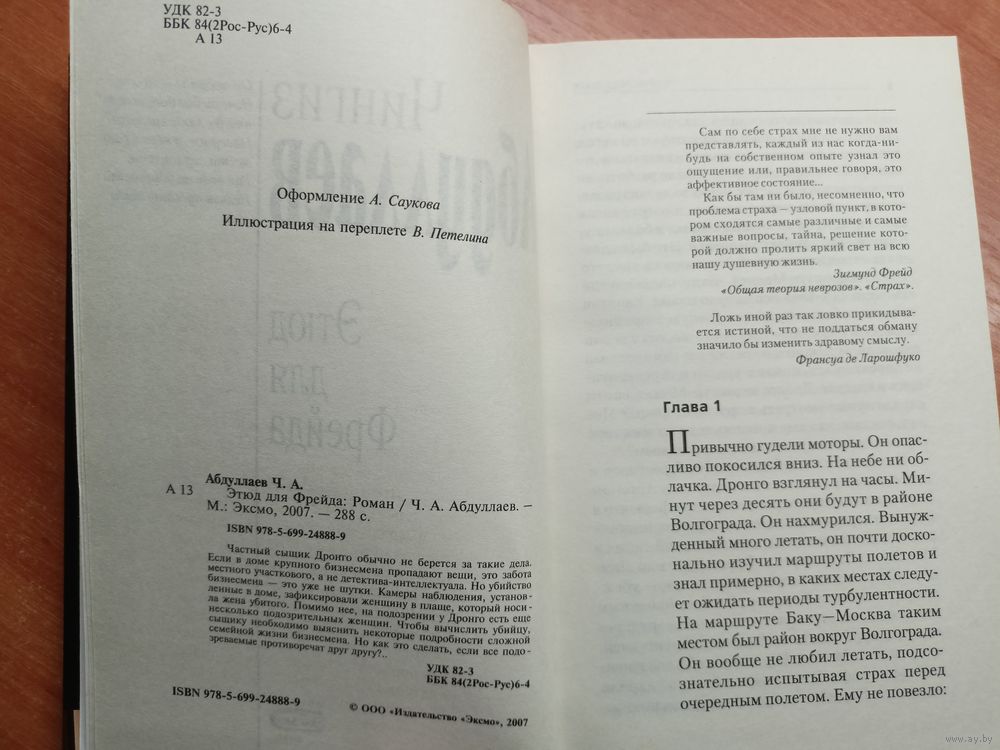 УДК 82-3
ББК 84(2Рос-Рус)6-4
А 13
Оформление А. Саукова
Иллюстрация на переплете В. Петелина
Абдуллаев Ч. А.
А 13 Этюд для Фрейда: Роман / Ч. А. Абдуллаев. —
М.: Эксмо, 2007. — 288 с.
ISBN 978-5-699-24888-9
Частный сыщик Дронго обычно не берется за такие дела.
Если в доме крупного бизнесмена пропадают вещи, это забота
местного участкового, а не детектива-интеллектуала. Но убийство
бизнесмена — это уже не шутки. Камеры наблюдения, установ-
ленные в доме, зафиксировали женщину в плаще, который носи-
ла жена убитого. Помимо нее, на подозрении у Дронго есть еще
несколько подозрительных женщин. Чтобы вычислить убийцу,
сыщику необходимо выяснить некоторые подробности сложной
семейной жизни бизнесмена. Но как это сделать, если все подо-
зреваемые противоречат друг другу?..
УДК 82-3
ББК 84(2Рос-Рус)6-4
ISBN 978-5-699-24888-9
© ООО «Издательство «Эксмо», 2007
Сам по себе страх мне не нужно вам
представлять, каждый из нас когда-ни-
будь на собственном опыте узнал это
ощущение или, правильнее говоря, это
аффективное состояние...
Как бы там ни было, несомненно, что
проблема страха — узловой пункт, в кото-
ром сходятся самые различные и самые
важные вопросы, тайна, решение кото-
рой должно пролить яркий свет на всю
нашу душевную жизнь.
Зигмунд Фрейд
«Общая теория неврозов». «Страх».
Ложь иной раз так ловко прикидыва-
ется истиной, что не поддаться обману
значило бы изменить здравому смыслу.
Франсуа де Ларошфуко
Глава 1
Привычно гудели моторы. Он опас-
ливо покосился вниз. На небе ни об-
лачка. Дронго взглянул на часы. Ми-
нут через десять они будут в районе
Волгограда. Он нахмурился. Вынуж-
денный много летать, он почти доско-
нально изучил маршруты полетов и
знал примерно, в каких местах следу-
ет ожидать периоды турбулентности.
На маршруте Баку—Москва таким
местом был район вокруг Волгограда.
Он вообще не любил летать, подсо-
знательно испытывая страх перед
очередным полетом. Ему не повезло:
www.ay.by